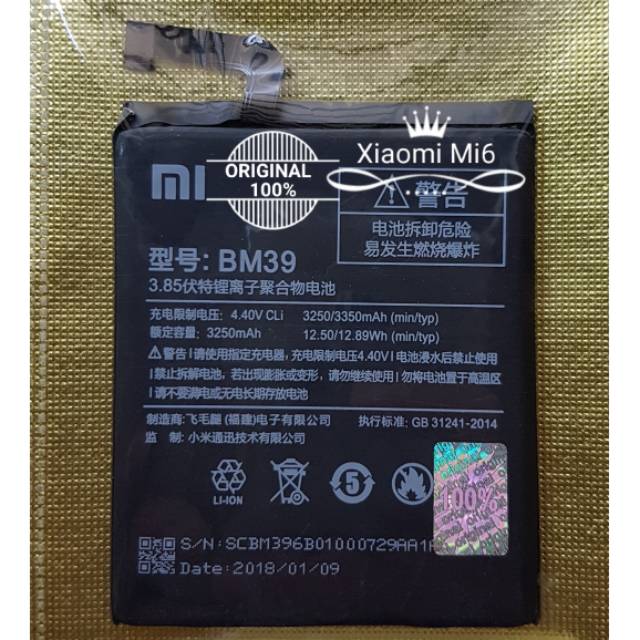 Xiaomi Mi6
ORIGINAL
100%
MI
警告
电池拆卸危险
易发生燃烧爆炸
型号: BM39
3.85伏特锂离子聚合物电池
充电限制电压: 4.40V CLi 3250/3350mAh (min/typ)
额定容量: 3250mAh 12.50/12.89Wh (min/typ)
警告 | 请使用指定充电器 | 充电限制电压4.40V | 电池浸水后禁止使用
| 禁止拆解电池, 若出现膨胀或变形, 请勿继续使用 | 勿将电池置于高温区
| 请不要满电或无电长期存放电池
制造商: 飞毛腿 (福建) 电子有限公司 执行标准: GB 31241-2014
监 制: 小米通迅技术有限公司
5
LI-ION
100%
S/N: SCBM396B01000729AA1A
Date: 2018/01/09